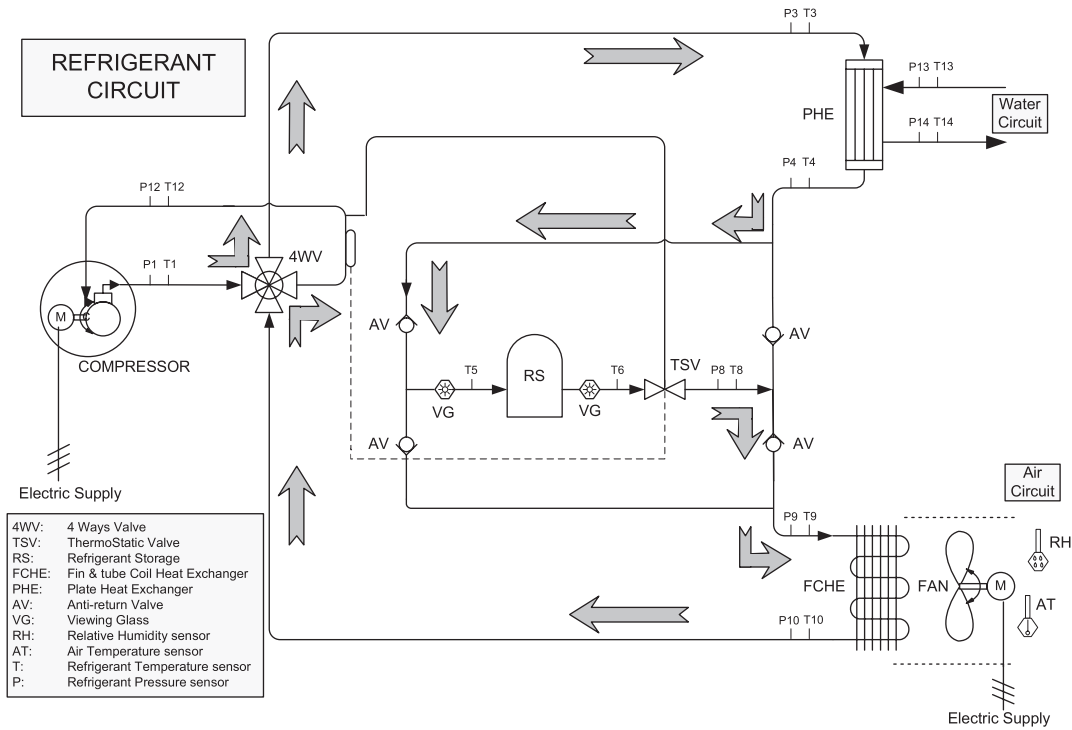 REFRIGERANT
CIRCUIT
P3 T3
P13 T13
Water
Circuit
PHE
P14 T14
P4 T4
P12 T12
4WV
P1 T1
M
COMPRESSOR
AV
AV
T5
RS
T6
TSV
P8 T8
VG
VG
AV
AV
Electric Supply
Air
Circuit
4WV: 4 Ways Valve
TSV: ThermoStatic Valve
RS: Refrigerant Storage
FCHE: Fin & tube Coil Heat Exchanger
PHE: Plate Heat Exchanger
AV: Anti-return Valve
VG: Viewing Glass
RH: Relative Humidity sensor
AT: Air Temperature sensor
T: Refrigerant Temperature sensor
P: Refrigerant Pressure sensor
P9 T9
RH
FCHE
FAN
M
AT
P10 T10
Electric Supply